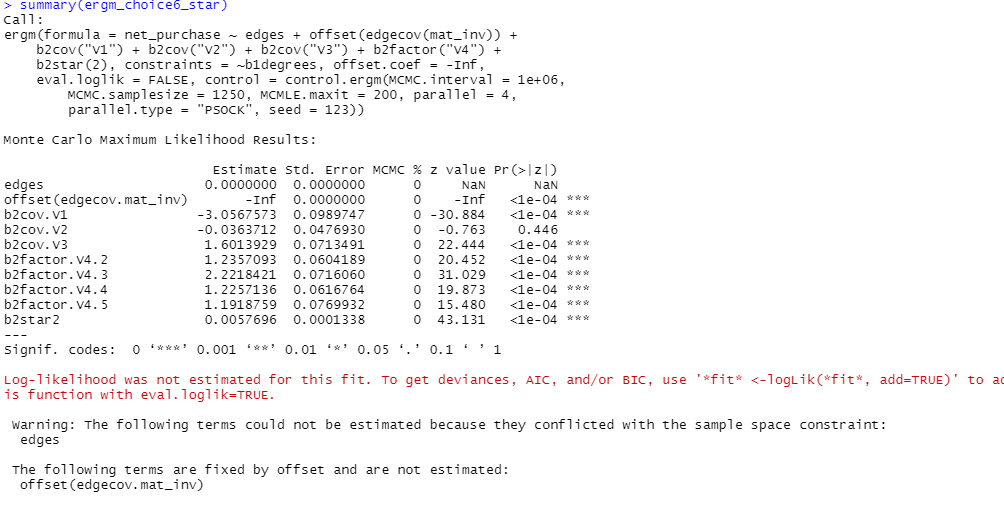 > summary(ergm_choice6_star)
Call:
ergm(formula = net_purchase ~ edges + offset(edgecov(mat_inv)) +
    b2cov("V1") + b2cov("V2") + b2cov("V3") + b2factor("V4") +
    b2star(2), constraints = ~b1degrees, offset.coef = -Inf,
    eval.loglik = FALSE, control = control.ergm(MCMC.interval = 1e+06,
        MCMC.samplesize = 1250, MCMLE.maxit = 200, parallel = 4,
        parallel.type = "PSOCK", seed = 123))
Monte Carlo Maximum Likelihood Results:
                          Estimate Std. Error MCMC % z value Pr(>|z|)
edges                    0.0000000  0.0000000      0     NaN      NaN
offset(edgecov.mat_inv)       -Inf  0.0000000      0    -Inf   <1e-04 ***
b2cov.V1                -3.0567573  0.0989747      0 -30.884   <1e-04 ***
b2cov.V2                -0.0363712  0.0476930      0  -0.763    0.446
b2cov.V3                 1.6013929  0.0713491      0  22.444   <1e-04 ***
b2factor.V4.2            1.2357093  0.0604189      0  20.452   <1e-04 ***
b2factor.V4.3            2.2218421  0.0716060      0  31.029   <1e-04 ***
b2factor.V4.4            1.2257136  0.0616764      0  19.873   <1e-04 ***
b2factor.V4.5            1.1918759  0.0769932      0  15.480   <1e-04 ***
b2star2                  0.0057696  0.0001338      0  43.131   <1e-04 ***
---
Signif. codes:  0 ‘***’ 0.001 ‘**’ 0.01 ‘*’ 0.05 ‘.’ 0.1 ‘ ’ 1
Log-likelihood was not estimated for this fit. To get deviances, AIC, and/or BIC, use '*fit* <-logLik(*fit*, add=TRUE)' to
is function with eval.loglik=TRUE.
Warning: The following terms could not be estimated because they conflicted with the sample space constraint:
  edges
The following terms are fixed by offset and are not estimated:
  offset(edgecov.mat_inv)